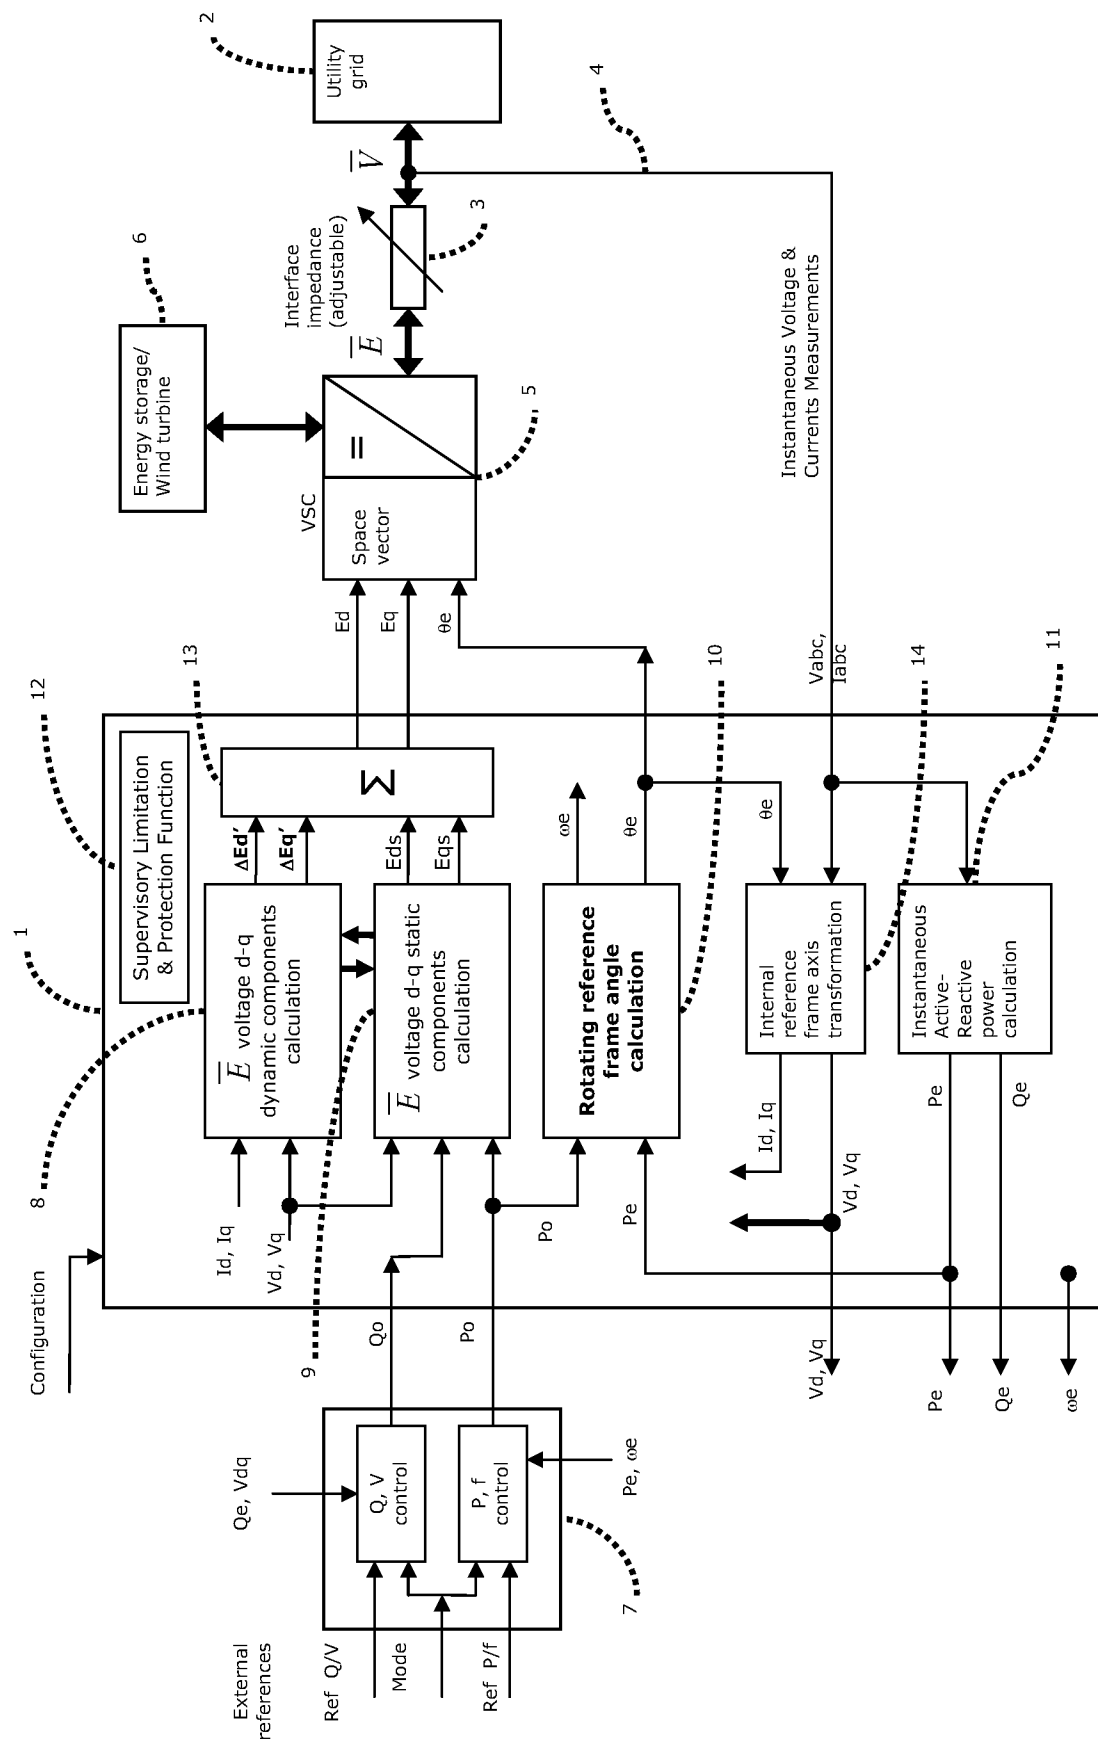 External
references
Ref Q/V
Mode
Ref P/f
Qe, Vdq
Q, V
control
P, f
control
Pe, ωe
7
Configuration
Qo
Po
9
8
1
12
13
Supervisory Limitation
& Protection Function
Id, Iq
Vd, Vq
E voltage d-q
dynamic components
calculation
ΔEd′
ΔEq′
E voltage d-q static
components
calculation
Eds
Eqs
Σ
Po
Pe
Rotating reference
frame angle
calculation
ωe
θe
10
Ed
Eq
θe
VSC
Space
vector
=
5
Energy storage/
Wind turbine
6
E
Interface
impedance
(adjustable)
3
V
Utility
grid
2
4
Instantaneous Voltage &
Currents Measurements
Vabc,
Iabc
14
11
θe
Internal
reference
frame axis
transformation
Id, Iq
Vd, Vq
Instantaneous
Active-
Reactive
power
calculation
Pe
Qe
Vd, Vq
Pe
Qe
ωe